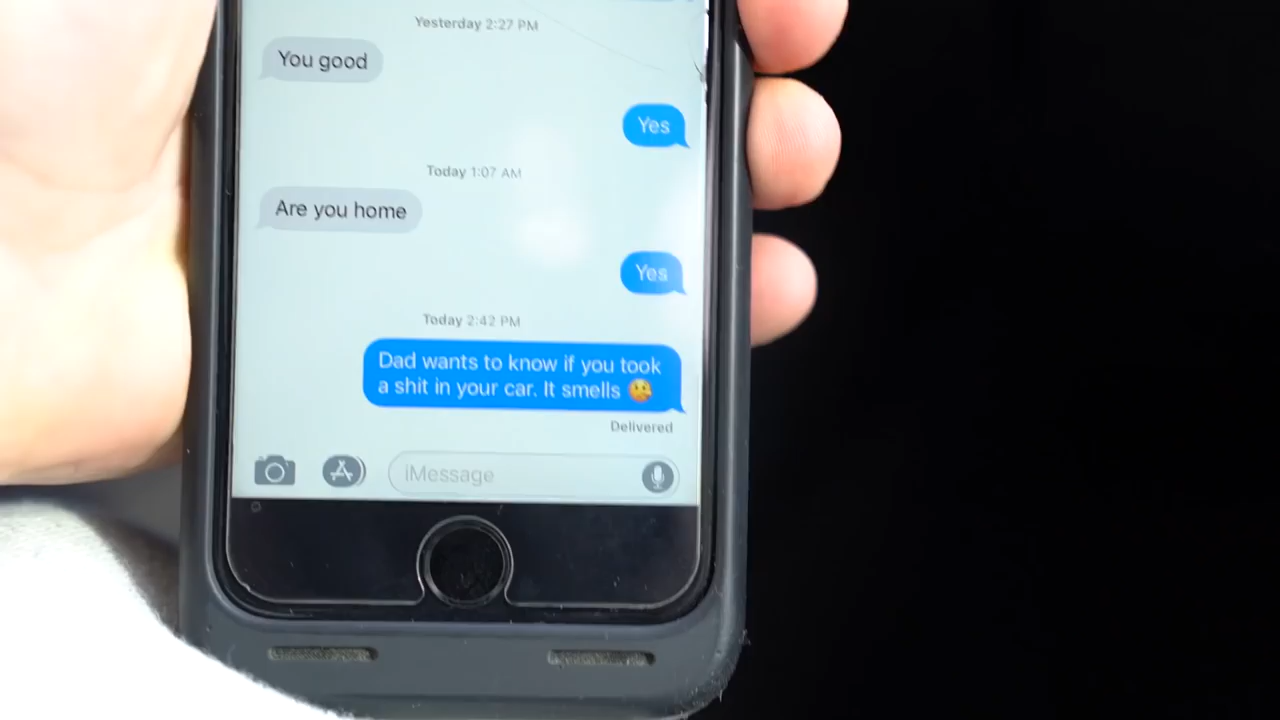 Yesterday 2:27 PM
You good
Yes
Today 1:07 AM
Are you home
Yes
Today 2:42 PM
Dad wants to know if you took
a shit in your car. It smells 🤔
Delivered
iMessage